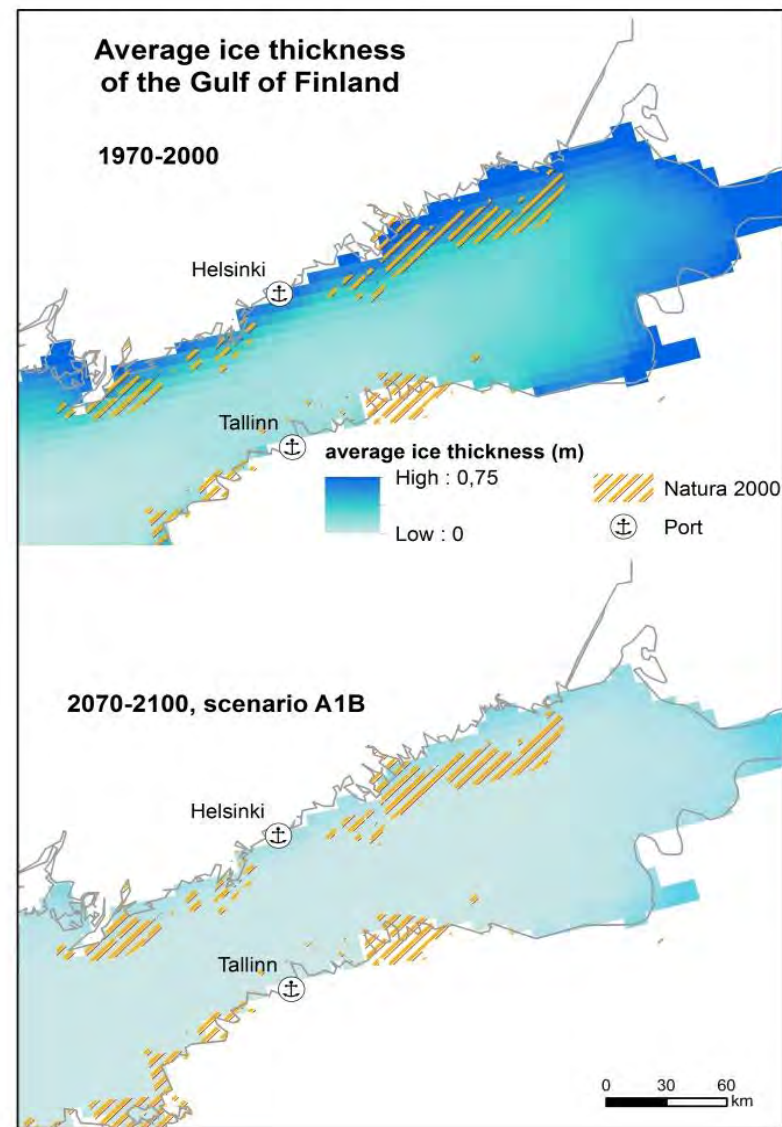 Average ice thickness
of the Gulf of Finland
1970-2000
Helsinki
Tallinn
average ice thickness (m)
High : 0,75
Low : 0
Natura 2000
Port
2070-2100, scenario A1B
Helsinki
Tallinn
0 30 60
km